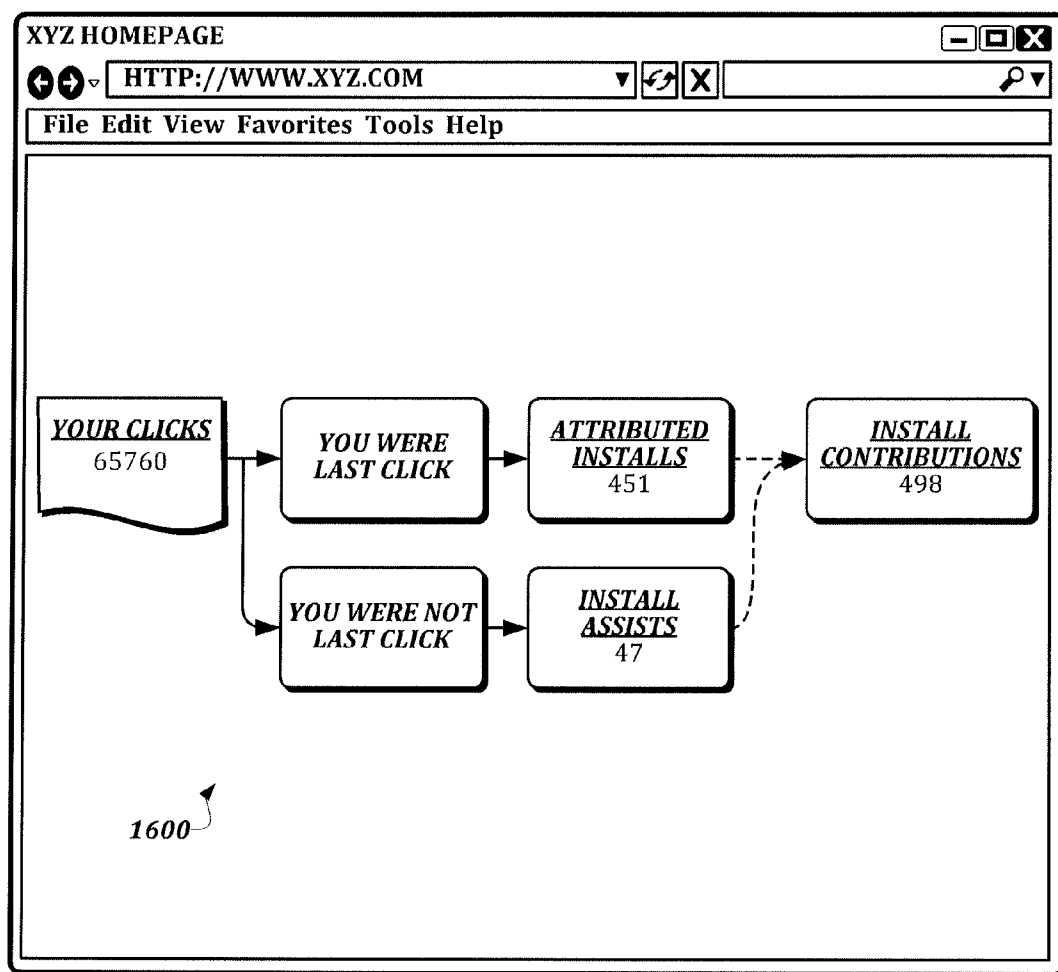 XYZ HOMEPAGE
HTTP://WWW.XYZ.COM
File Edit View Favorites Tools Help
YOUR CLICKS
65760
YOU WERE
LAST CLICK
ATTRIBUTED
INSTALLS
451
INSTALL
CONTRIBUTIONS
498
YOU WERE NOT
LAST CLICK
INSTALL
ASSISTS
47
1600